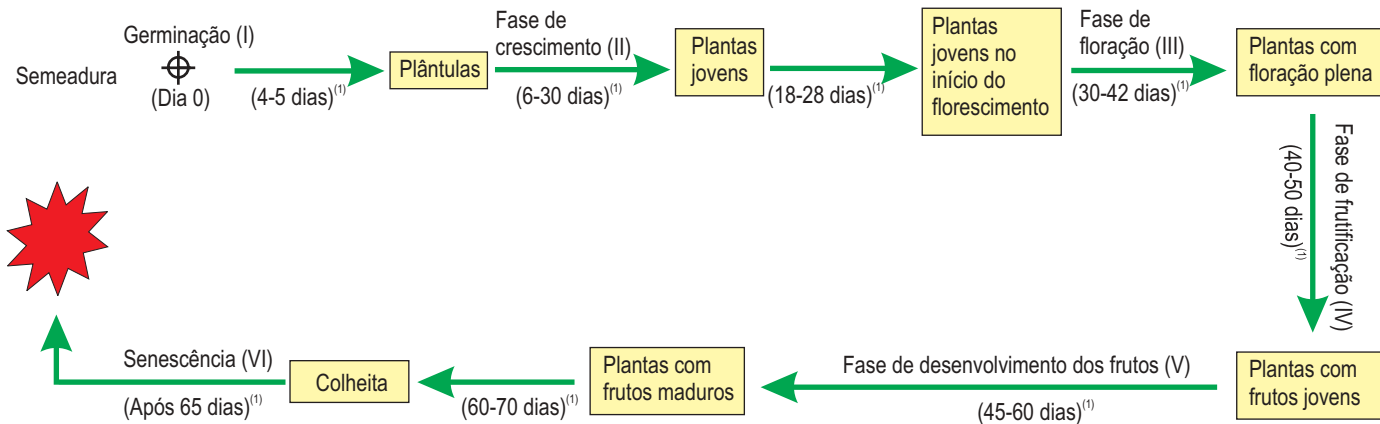 Semeadura
Germinação (I)
(Dia 0)
(4-5 dias)(1)
Plântulas
Fase de
crescimento (II)
(6-30 dias)(1)
Plantas
jovens
(18-28 dias)(1)
Plantas
jovens no
início do
florescimento
Fase de
floração (III)
(30-42 dias)(1)
Plantas com
floração plena
Fase de frutificação (IV)
(40-50 dias)(1)
Plantas com
frutos jovens
Fase de desenvolvimento dos frutos (V)
(45-60 dias)(1)
Plantas com
frutos maduros
(60-70 dias)(1)
Colheita
Senescência (VI)
(Após 65 dias)(1)